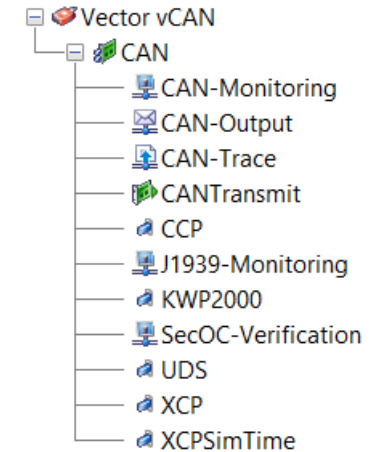 Vector vCAN
CAN
CAN-Monitoring
CAN-Output
CAN-Trace
CANTransmit
CCP
J1939-Monitoring
KWP2000
SecOC-Verification
UDS
XCP
XCPSimTime